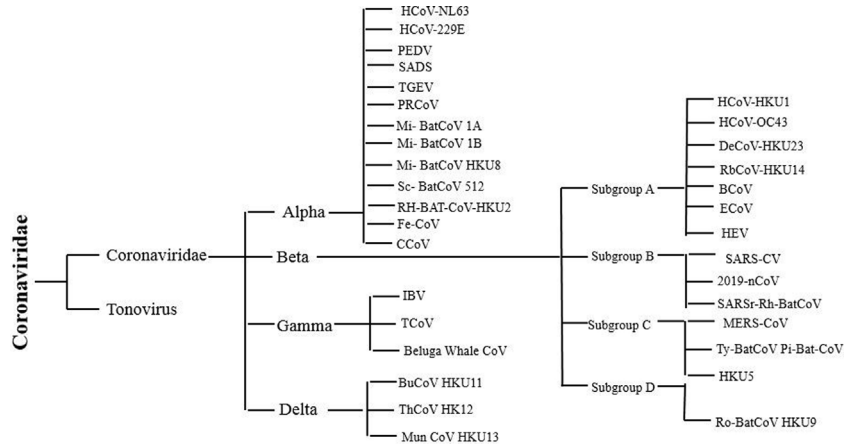 Coronaviridae
Coronaviridae
Tonovirus
Alpha
Beta
Gamma
Delta
HCoV-NL63
HCoV-229E
PEDV
SADS
TGEV
PRCoV
Mi- BatCoV 1A
Mi- BatCoV 1B
Mi- BatCoV HKU8
Sc- BatCoV 512
RH-BAT-CoV-HKU2
Fe-CoV
CCoV
IBV
TCoV
Beluga Whale CoV
BuCoV HKU11
ThCoV HK12
Mun CoV HKU13
Subgroup A
Subgroup B
Subgroup C
Subgroup D
HCoV-HKU1
HCoV-OC43
DeCoV-HKU23
RbCoV-HKU14
BCoV
ECoV
HEV
SARS-CV
2019-nCoV
SARSr-Rh-BatCoV
MERS-CoV
Ty-BatCoV Pi-Bat-CoV
HKU5
Ro-BatCoV HKU9